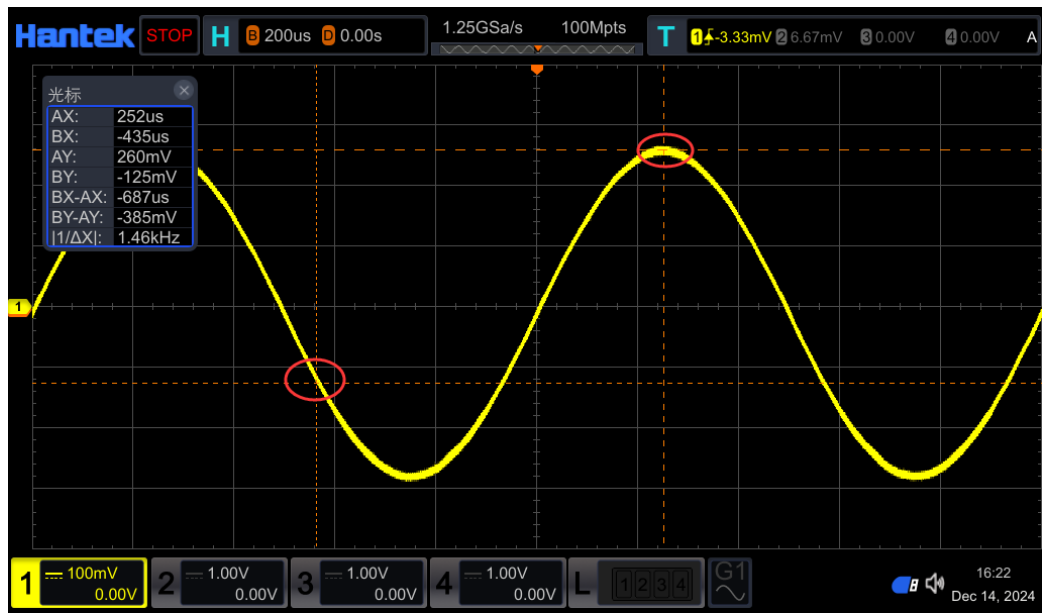 Hantek STOP H B 200us D 0.00s 1.25GSa/s 100Mpts T 1 -3.33mV 2 6.67mV 3 0.00V 4 0.00V A
光标
AX: 252us
BX: -435us
AY: 260mV
BY: -125mV
BX-AX: -687us
BY-AY: -385mV
|1/ΔX|: 1.46kHz
1
1 100mV 0.00V
2 1.00V 0.00V
3 1.00V 0.00V
4 1.00V 0.00V
L 1 2 3 4
G1
16:22
Dec 14, 2024